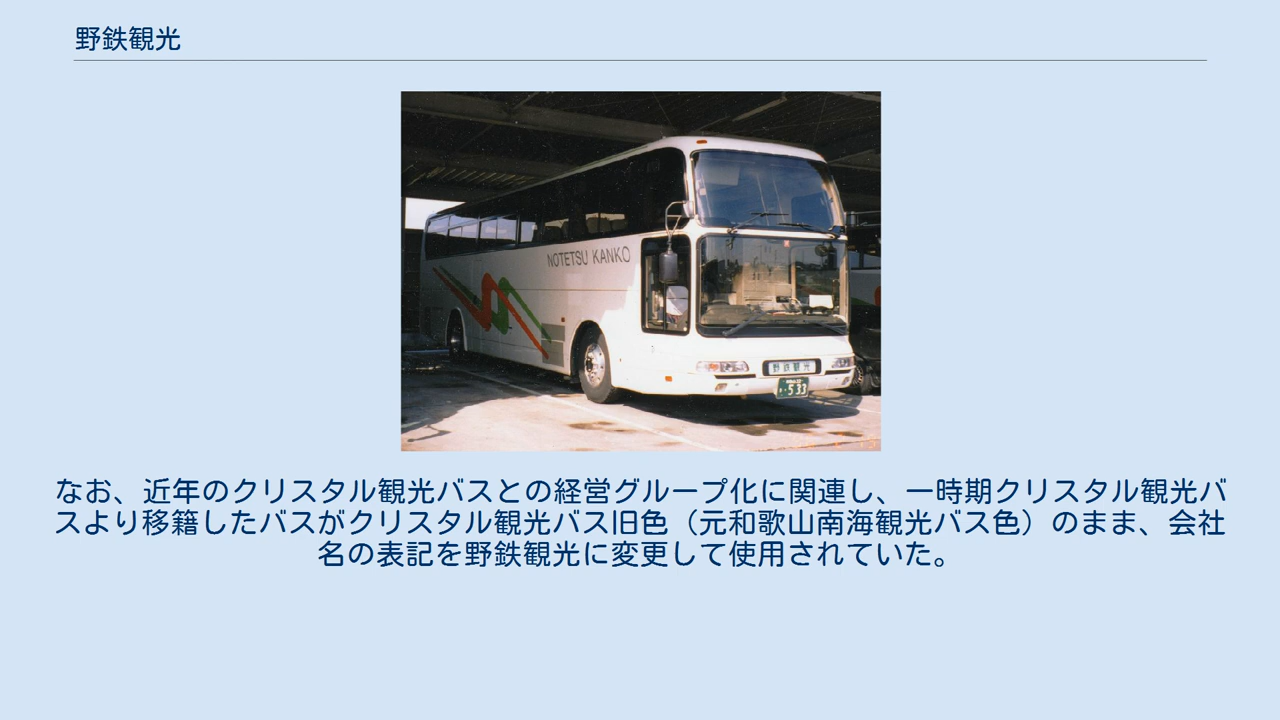 野鉄観光
NOTETSU KANKO
野鉄観光
533
なお、近年のクリスタル観光バスとの経営グループ化に関連し、一時期クリスタル観光バ
スより移籍したバスがクリスタル観光バス旧色（元和歌山南海観光バス色）のまま、会社
名の表記を野鉄観光に変更して使用されていた。